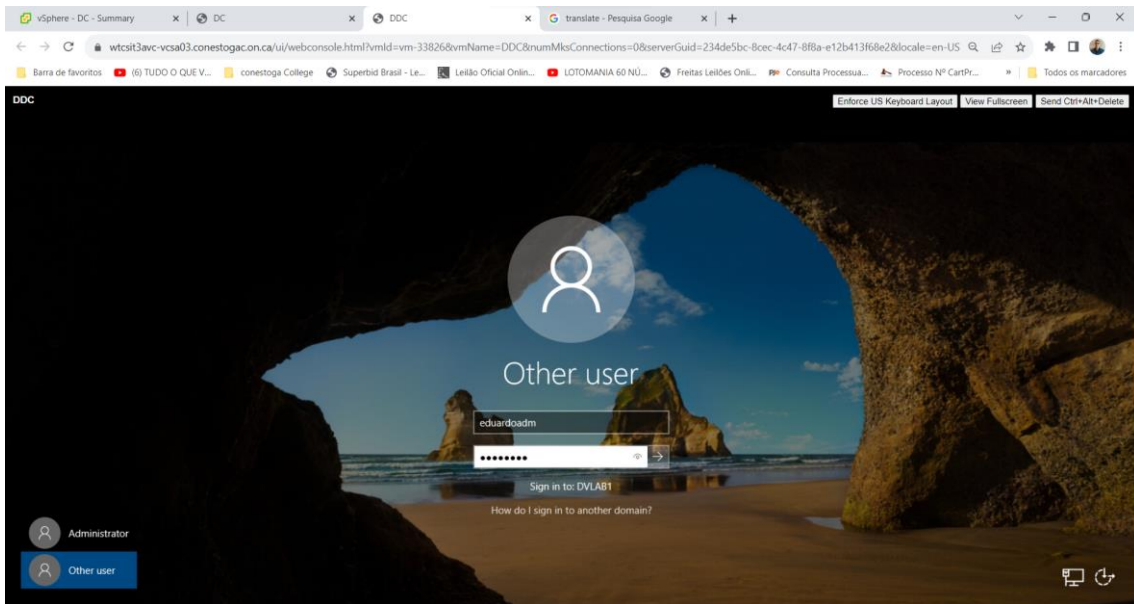 vSphere - DC - Summary
DC
DDC
translate - Pesquisa Google
wtcsit3avc-vcsa03.conestogac.on.ca/ui/webconsole.html?vmId=vm-33826&vmName=DDC&numMksConnections=0&serverGuid=234de5bc-8cec-4c47-8f8a-e12b413f68e2&locale=en-US
Barra de favoritos
(6) TUDO O QUE V...
conestoga College
Superbid Brasil - Le...
Leilão Oficial Onlin...
LOTOMANIA 60 NÚ...
Freitas Leilões Onli...
Consulta Processua...
Processo Nº CartPr...
Todos os marcadores
DDC
Enforce US Keyboard Layout
View Fullscreen
Send Ctrl+Alt+Delete
Other user
eduardoadm
Sign in to: DVLAB1
How do I sign in to another domain?
Administrator
Other user